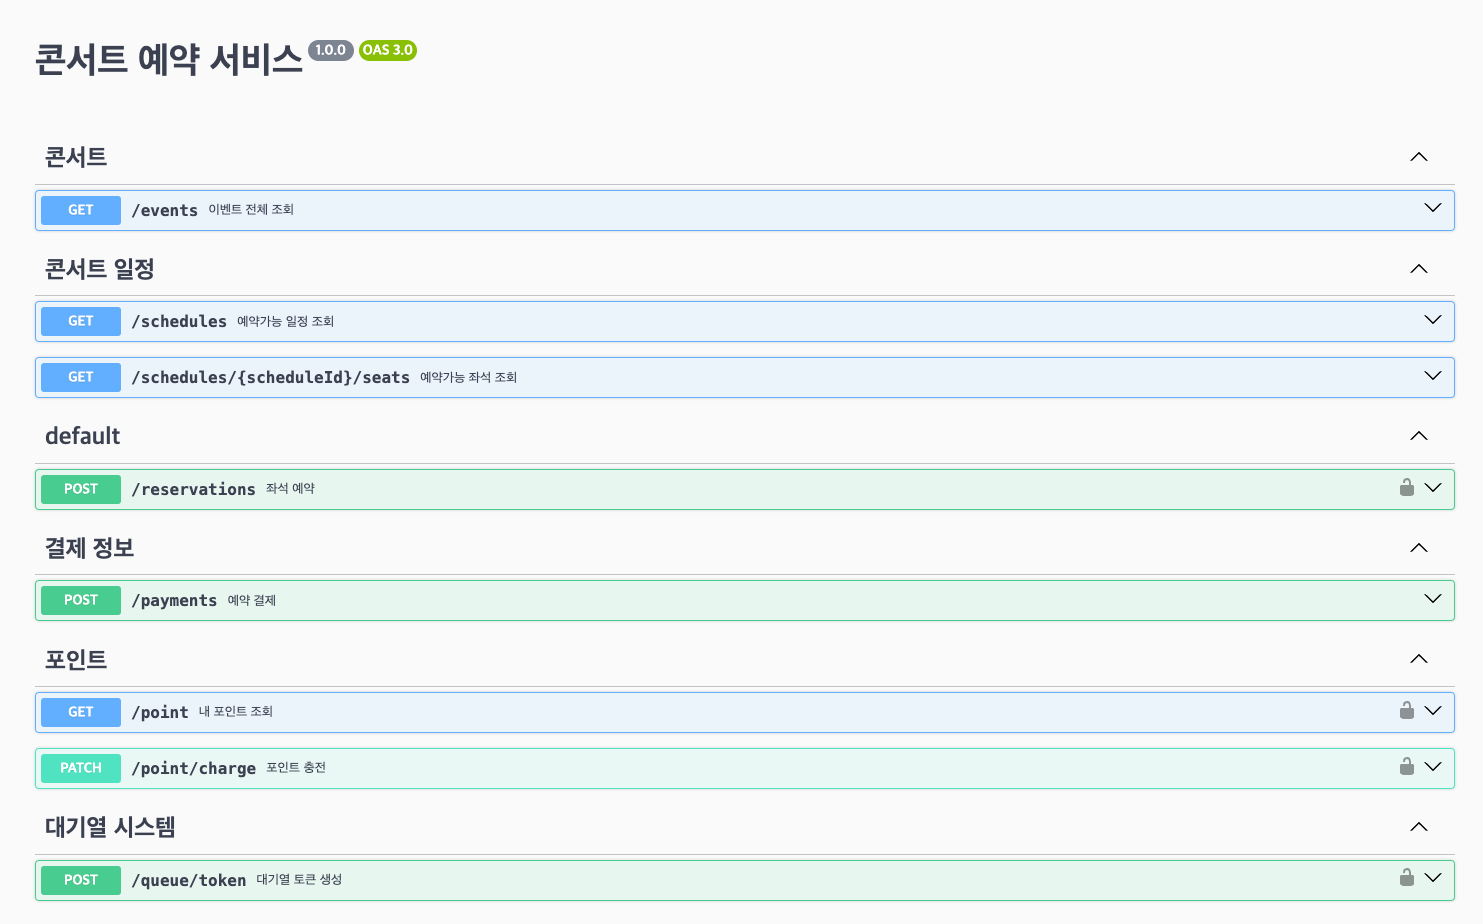 콘서트 예약 서비스 1.0.0 OAS 3.0
콘서트
GET /events 이벤트 전체 조회
콘서트 일정
GET /schedules 예약가능 일정 조회
GET /schedules/{scheduleId}/seats 예약가능 좌석 조회
default
POST /reservations 좌석 예약
결제 정보
POST /payments 예약 결제
포인트
GET /point 내 포인트 조회
PATCH /point/charge 포인트 충전
대기열 시스템
POST /queue/token 대기열 토큰 생성